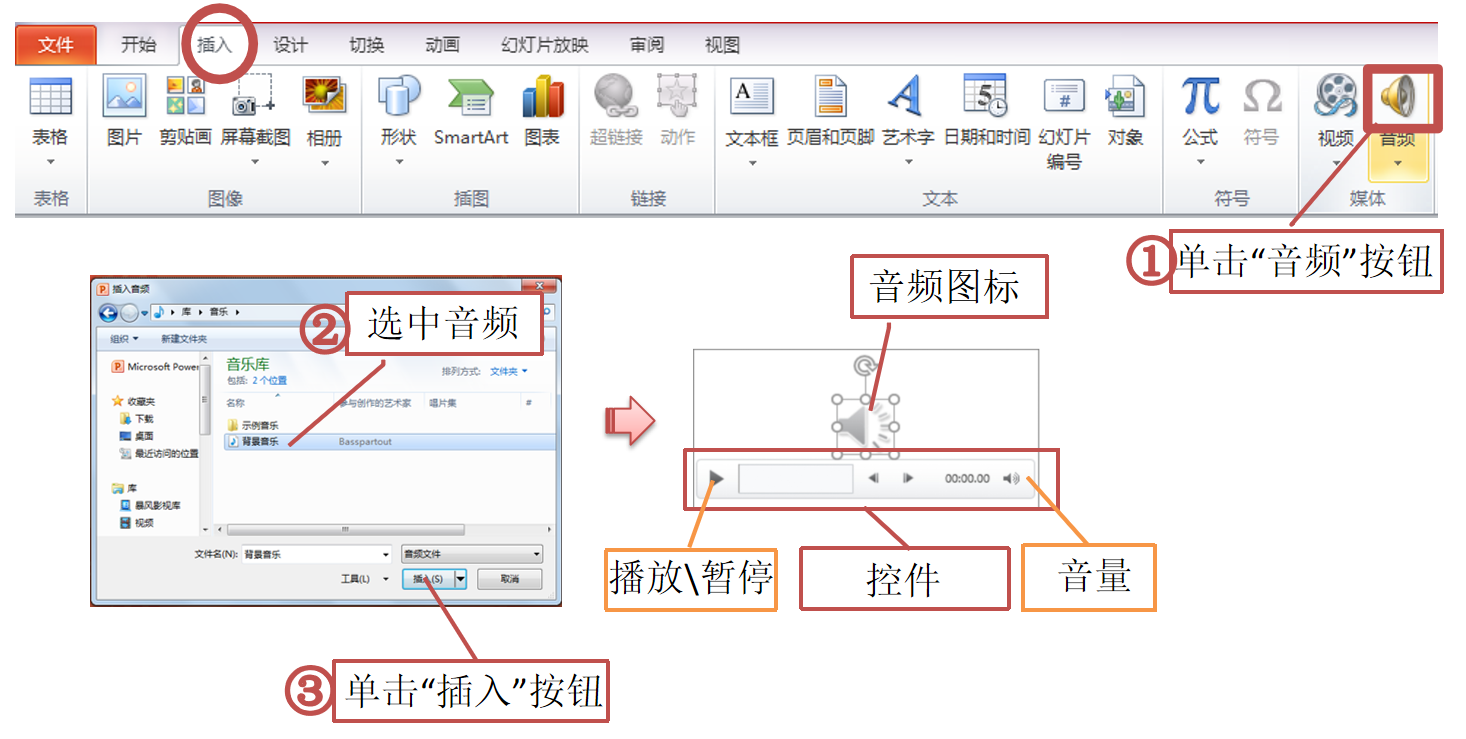 文件 开始 插入 设计 切换 动画 幻灯片放映 审阅 视图
表格 图片 剪贴画 屏幕截图 相册 形状 SmartArt 图表 超链接 动作 文本框 页眉和页脚 艺术字 日期和时间 幻灯片编号 对象 公式 符号 视频 音频
表格 图像 插图 链接 文本 符号 媒体
① 单击“音频”按钮
插入音频
库 音乐
② 选中音频
组织 新建文件夹
Microsoft Power
收藏夹
下载
桌面
最近访问的位置
库
暴风影视库
视频
音乐库
包括: 2 个位置
排列方式: 文件夹
名称 参与创作的艺术家 唱片集 #
示例音乐
背景音乐 Basspartout
文件名(N): 背景音乐 音频文件
工具(L) 插入(S) 取消
③ 单击“插入”按钮
音频图标
00:00.00
播放\暂停
控件
音量